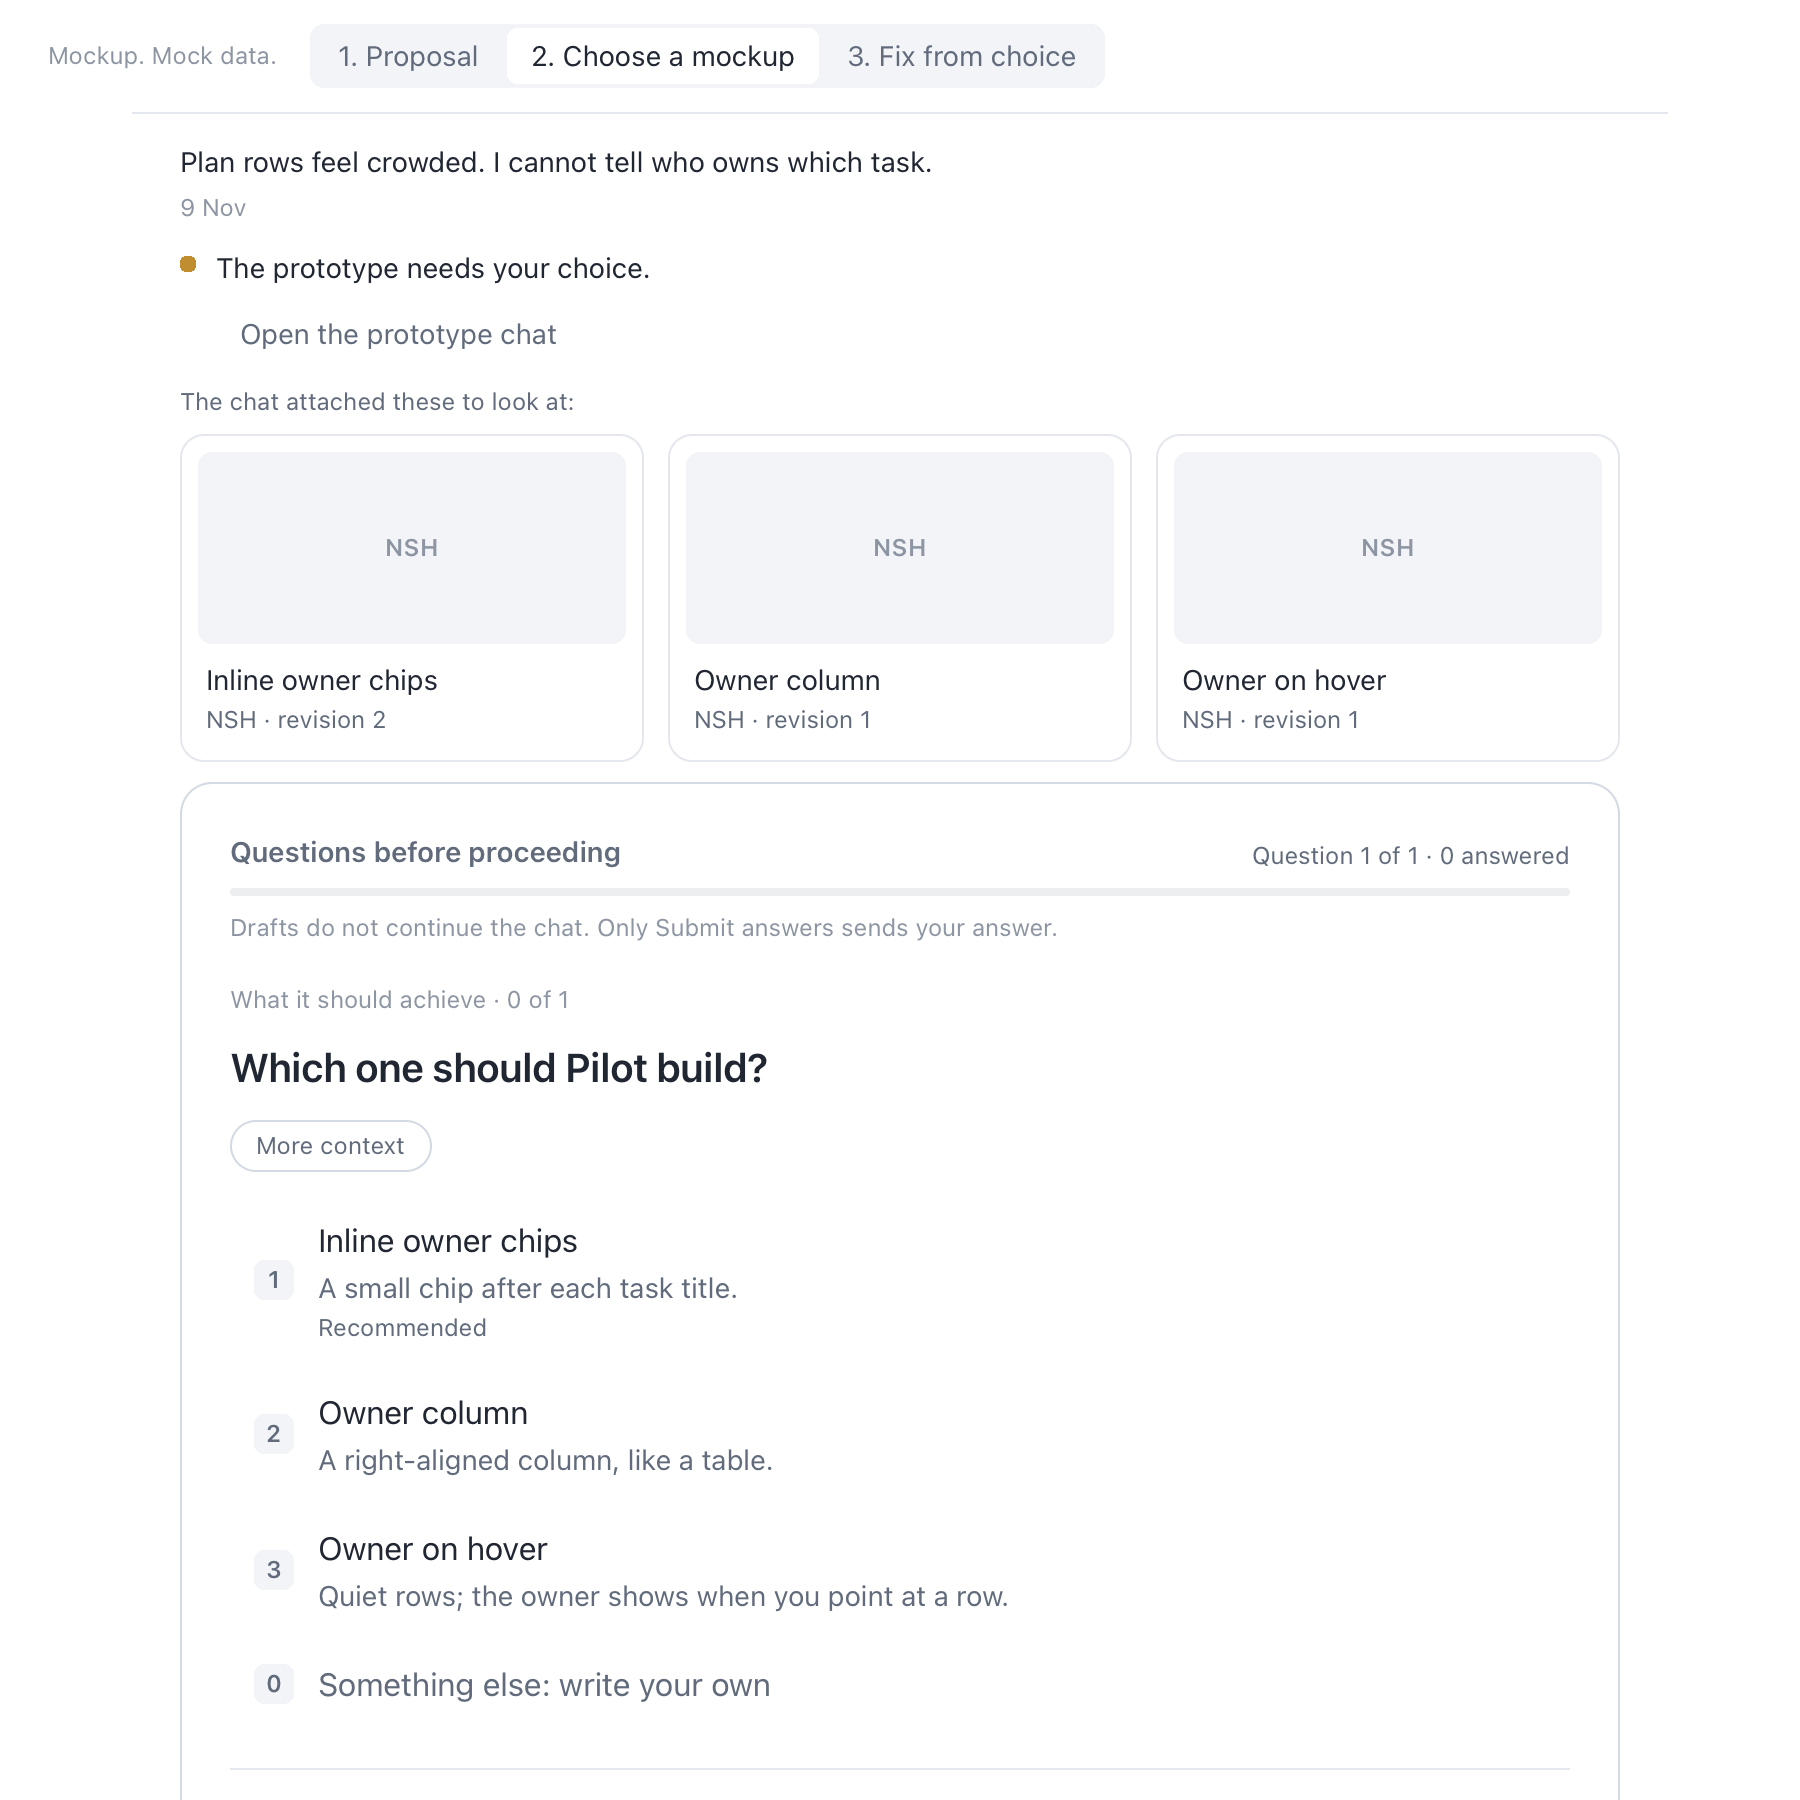 Mockup. Mock data.
1. Proposal
2. Choose a mockup
3. Fix from choice
Plan rows feel crowded. I cannot tell who owns which task.
9 Nov
The prototype needs your choice.
Open the prototype chat
The chat attached these to look at:
NSH
Inline owner chips
NSH · revision 2
NSH
Owner column
NSH · revision 1
NSH
Owner on hover
NSH · revision 1
Questions before proceeding
Question 1 of 1 · 0 answered
Drafts do not continue the chat. Only Submit answers sends your answer.
What it should achieve · 0 of 1
Which one should Pilot build?
More context
1
Inline owner chips
A small chip after each task title.
Recommended
2
Owner column
A right-aligned column, like a table.
3
Owner on hover
Quiet rows; the owner shows when you point at a row.
0
Something else: write your own